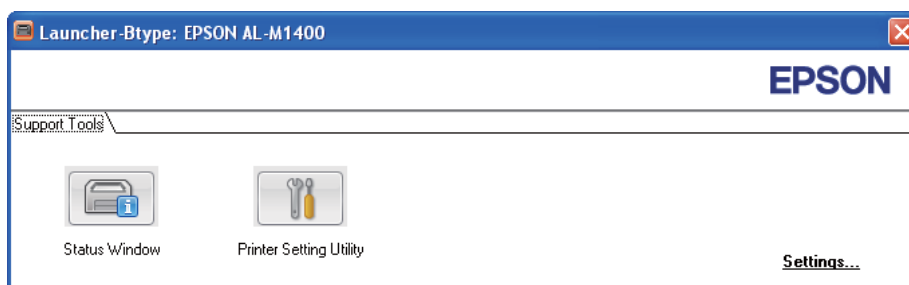 Launcher-Btype: EPSON AL-M1400
EPSON
Support Tools
Status Window
Printer Setting Utility
Settings...